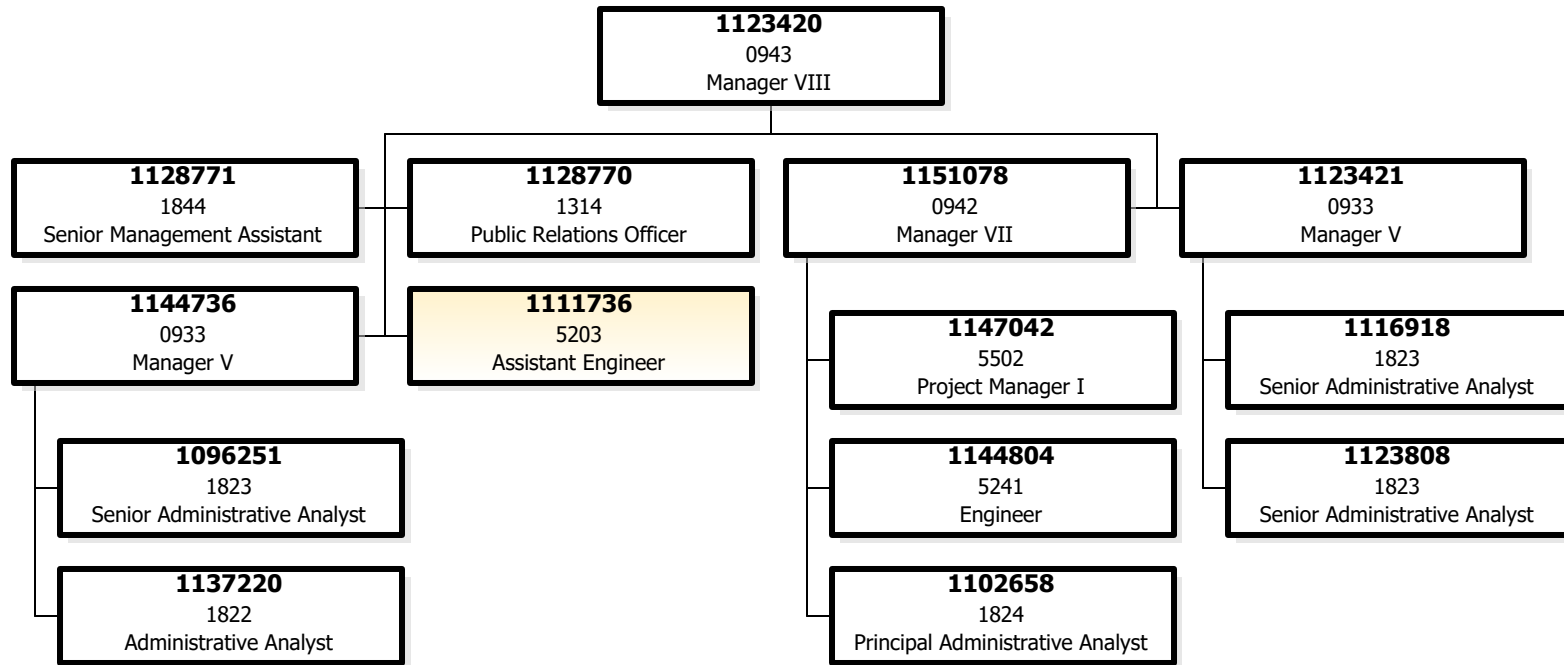 1123420
0943
Manager VIII
1128771
1844
Senior Management Assistant
1128770
1314
Public Relations Officer
1151078
0942
Manager VII
1123421
0933
Manager V
1144736
0933
Manager V
1111736
5203
Assistant Engineer
1147042
5502
Project Manager I
1116918
1823
Senior Administrative Analyst
1096251
1823
Senior Administrative Analyst
1144804
5241
Engineer
1123808
1823
Senior Administrative Analyst
1137220
1822
Administrative Analyst
1102658
1824
Principal Administrative Analyst